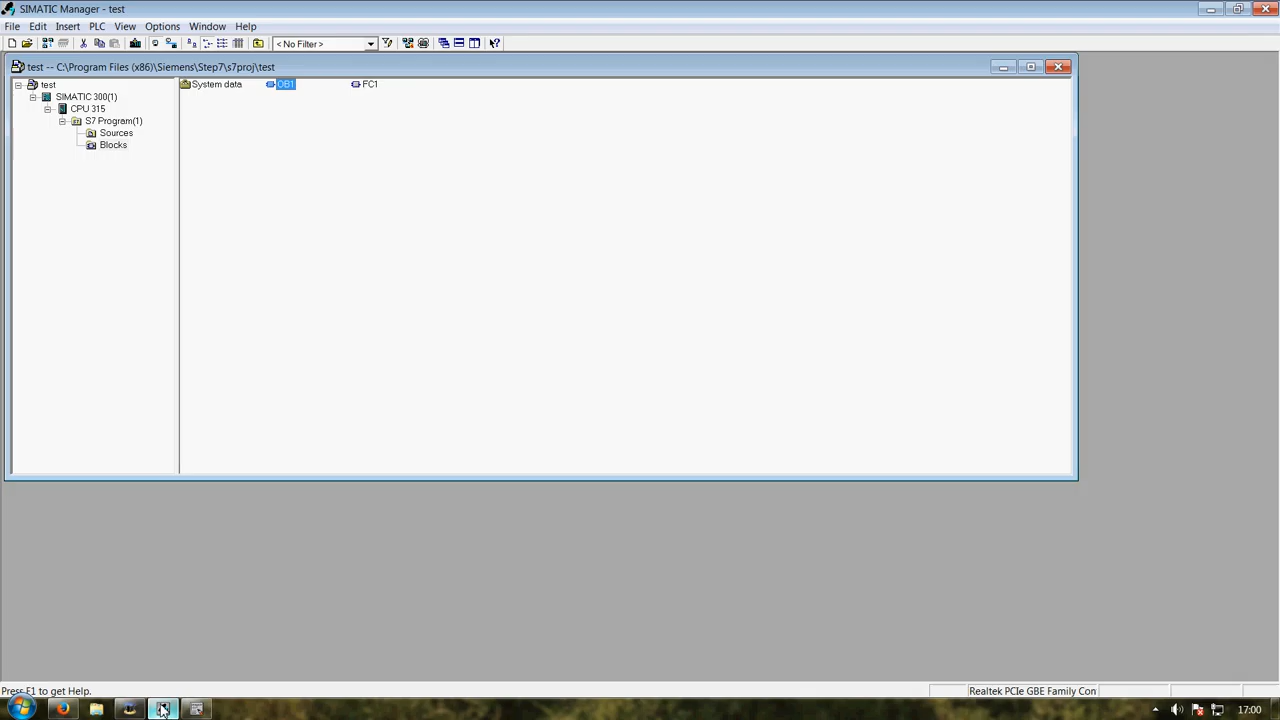 SIMATIC Manager - test
File Edit Insert PLC View Options Window Help
< No Filter >
test -- C:\Program Files (x86)\Siemens\Step7\s7proj\test
test
SIMATIC 300(1)
CPU 315
S7 Program(1)
Sources
Blocks
System data OB1 FC1
Press F1 to get Help.
Realtek PCIe GBE Family Con
17:00